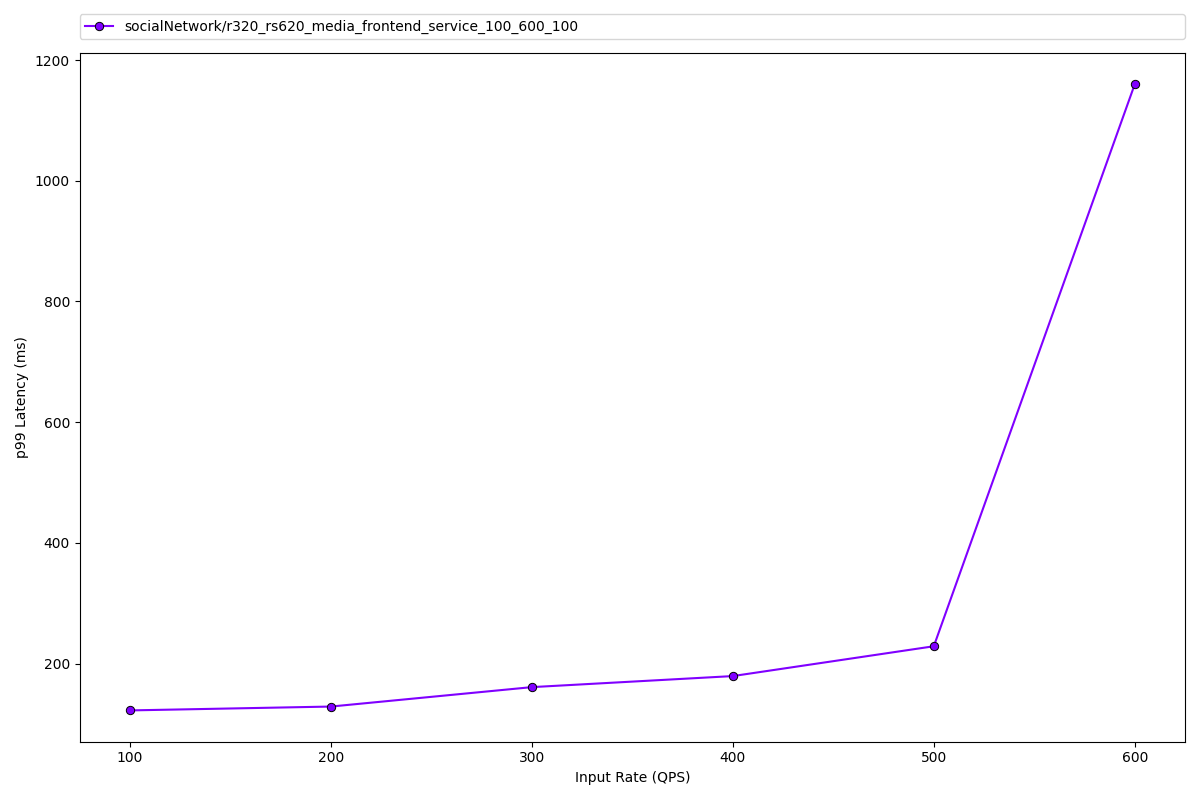 socialNetwork/r320_rs620_media_frontend_service_100_600_100
1200
1000
800
600
400
200
p99 Latency (ms)
100 200 300 400 500 600
Input Rate (QPS)